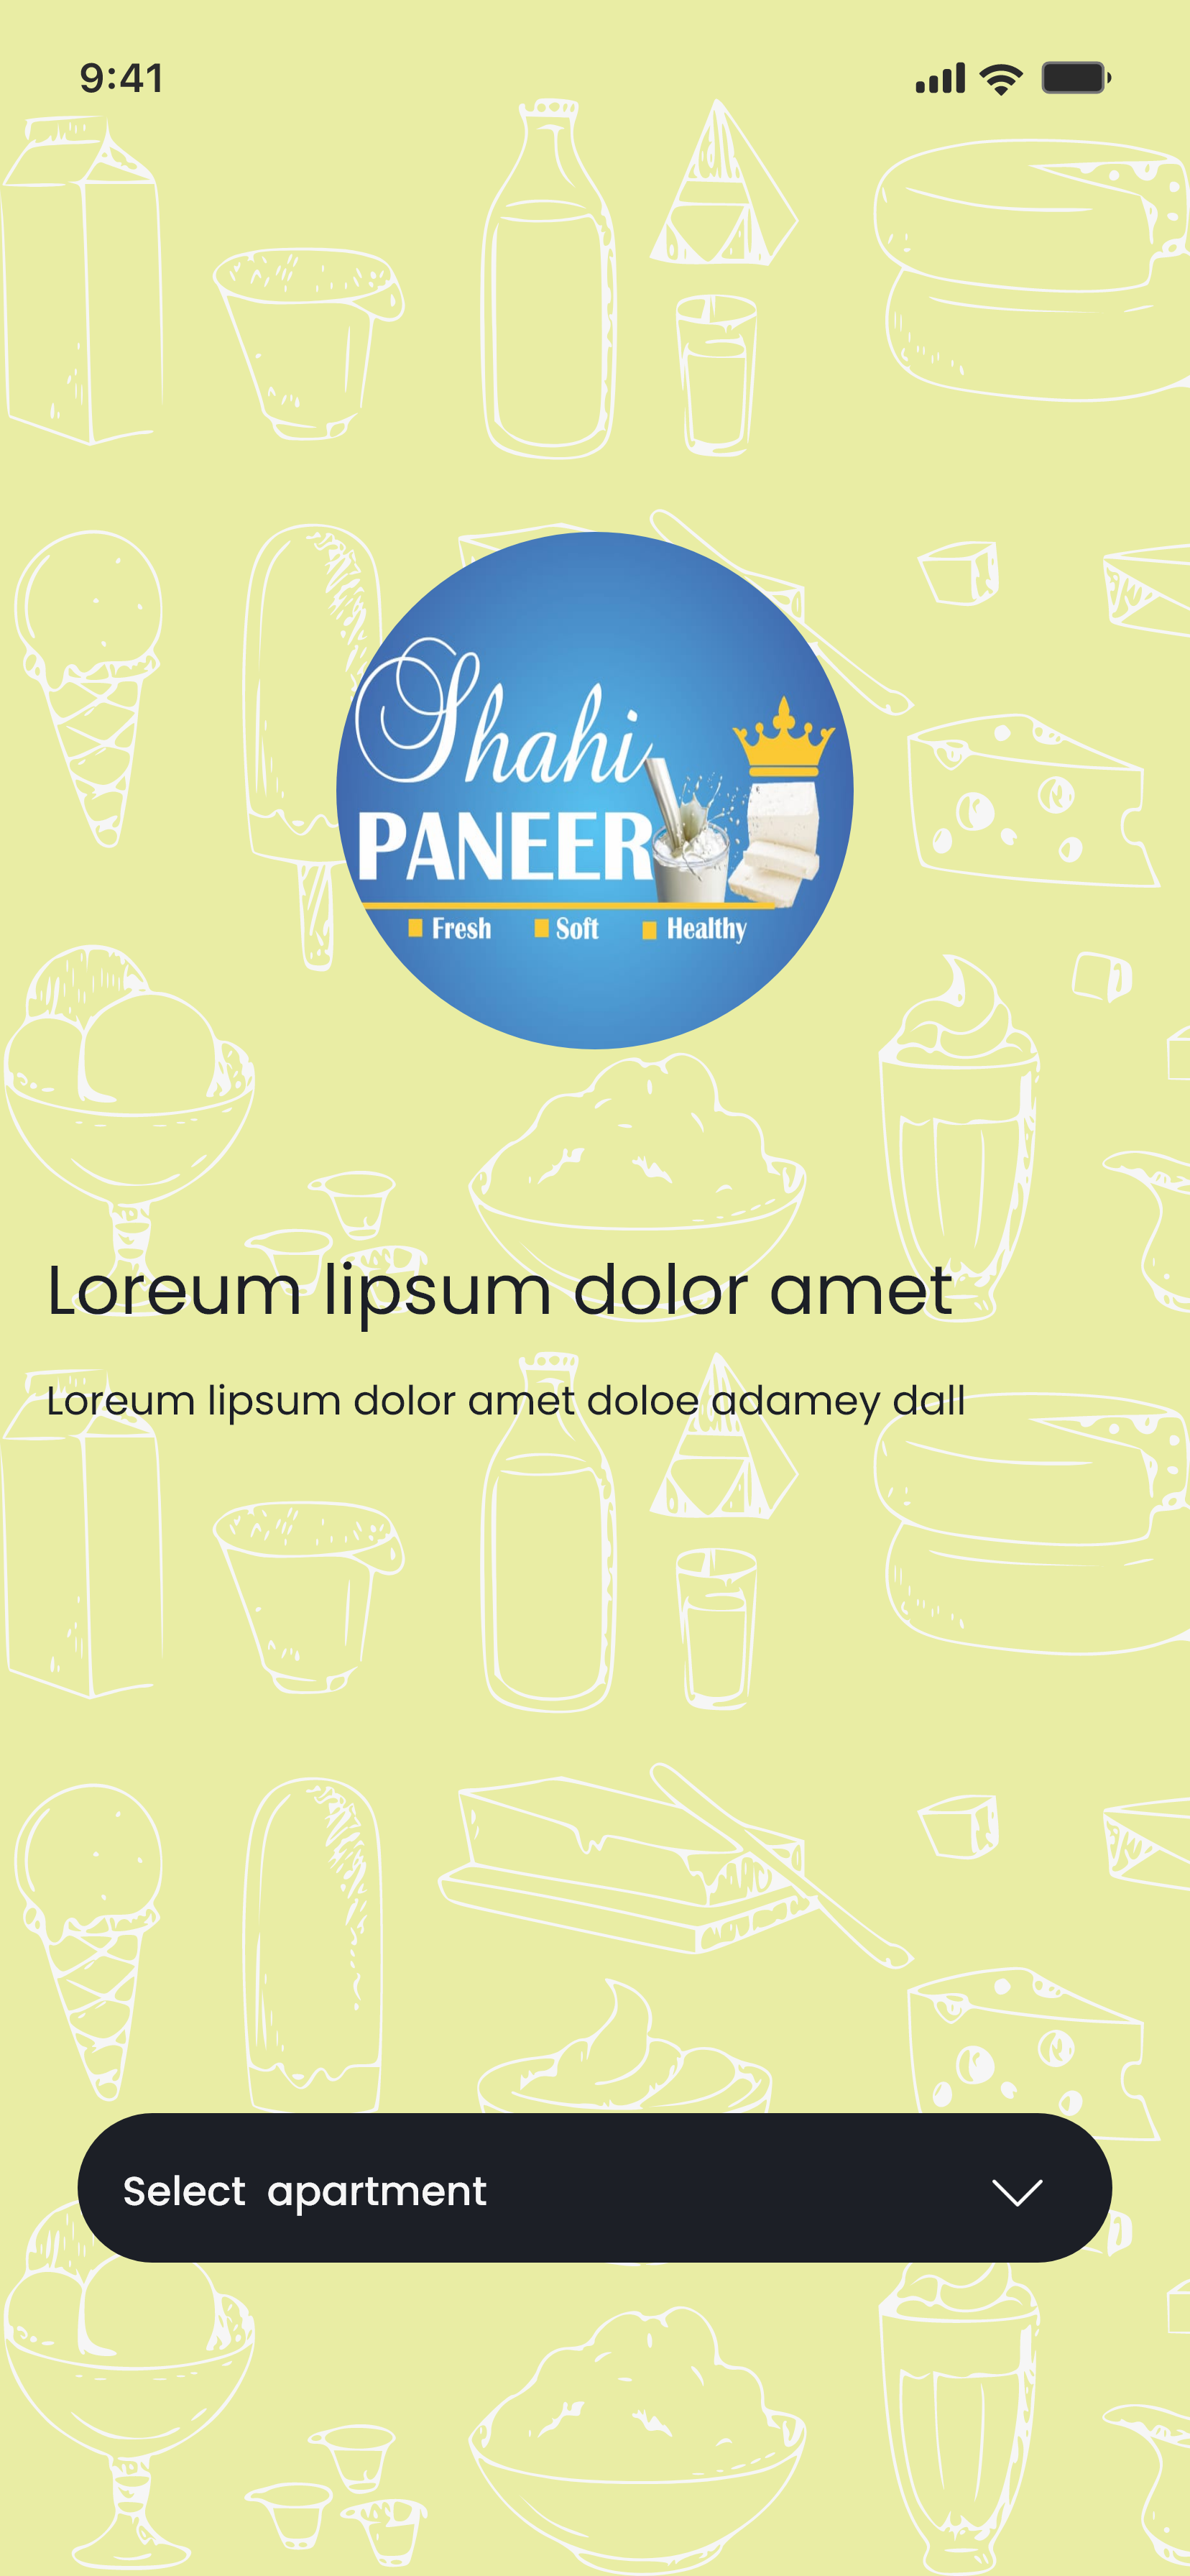 9:41
Shahi
PANEER
Fresh Soft Healthy
Loreum lipsum dolor amet
Loreum lipsum dolor amet doloe adamey dall
Select apartment